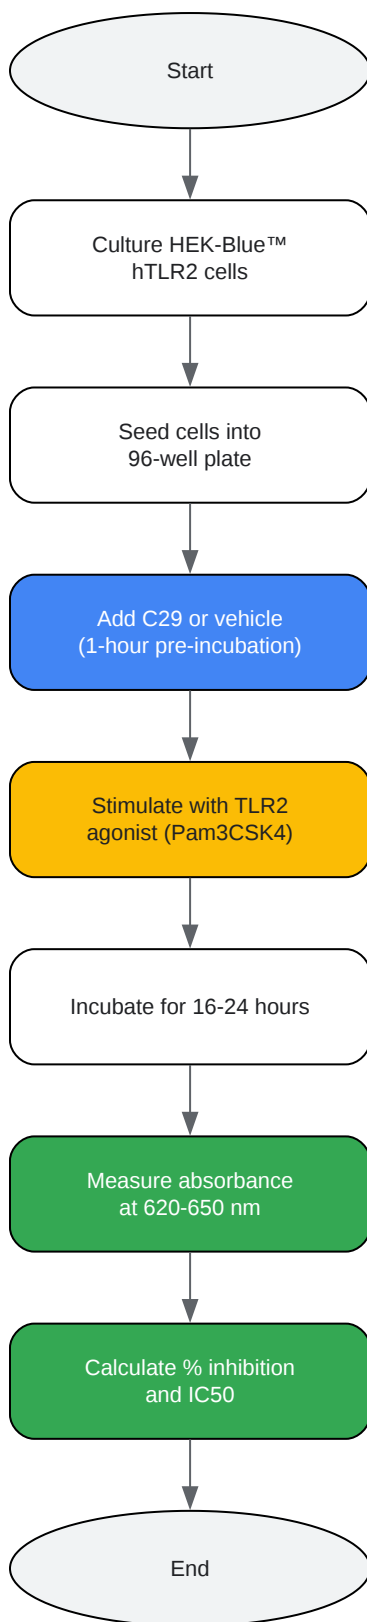 Start
Culture HEK-Blue™
hTLR2 cells
Seed cells into
96-well plate
Add C29 or vehicle
(1-hour pre-incubation)
Stimulate with TLR2
agonist (Pam3CSK4)
Incubate for 16-24 hours
Measure absorbance
at 620-650 nm
Calculate % inhibition
and IC50
End